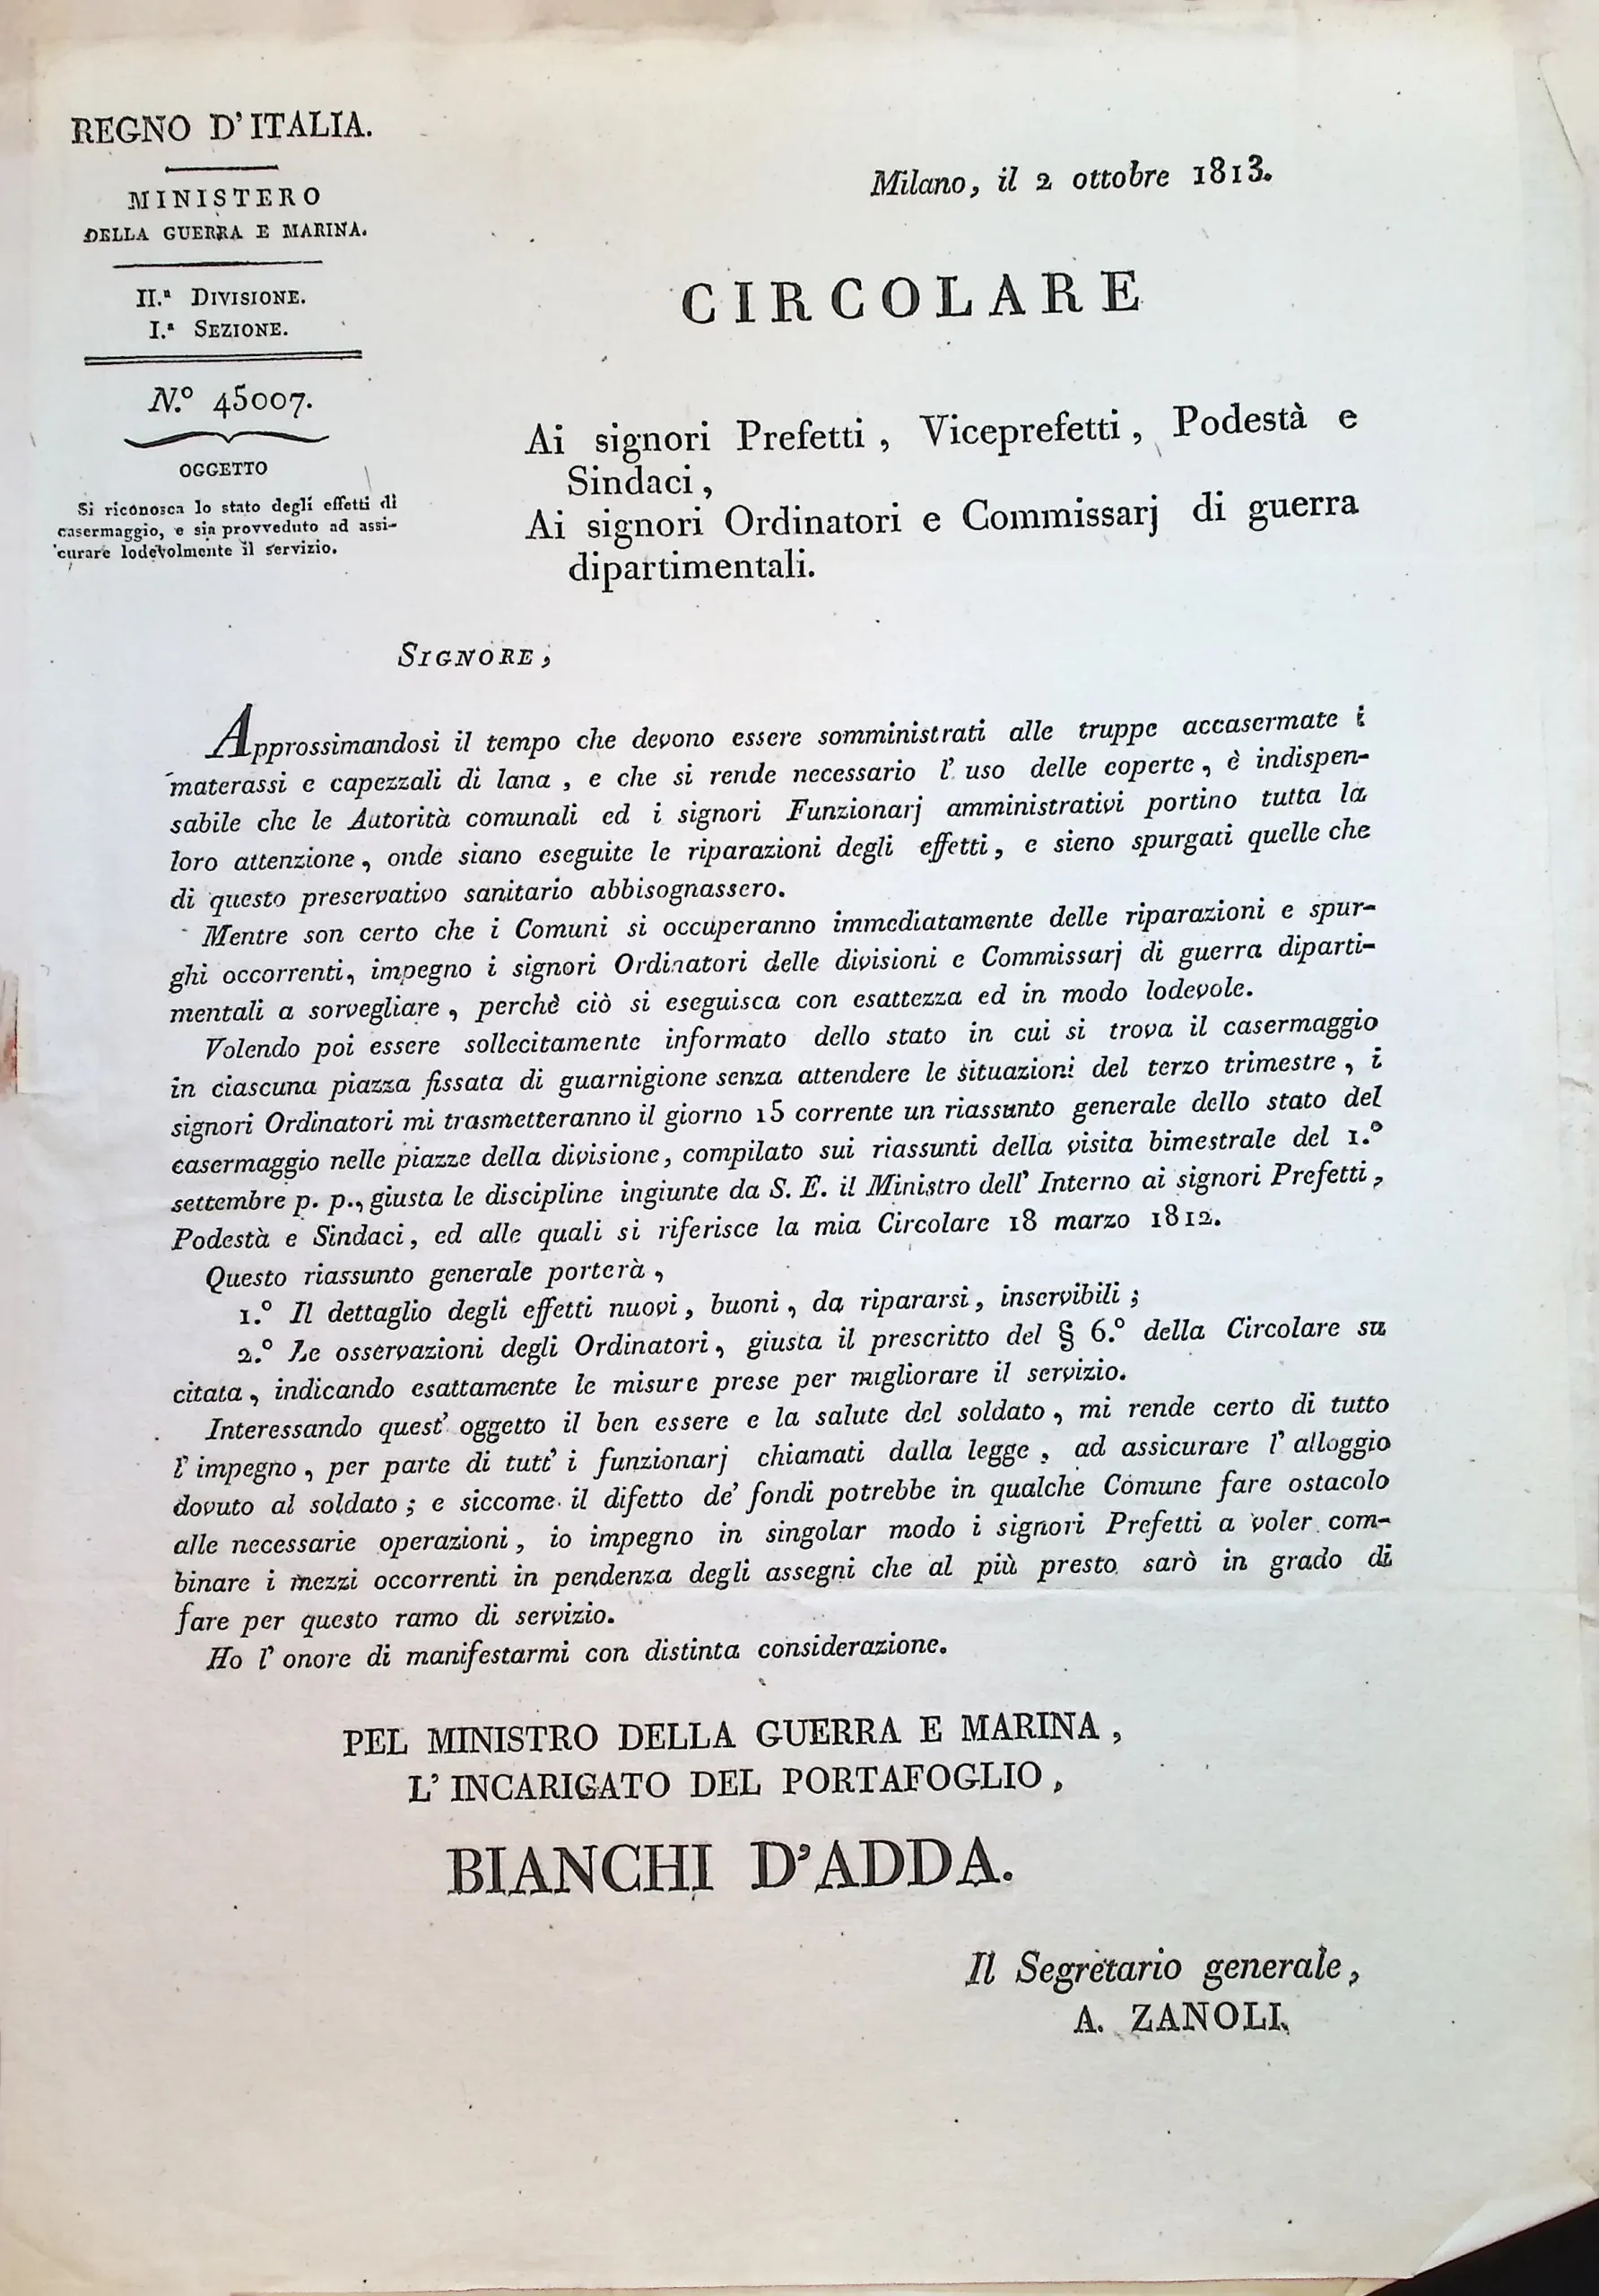 REGNO D'ITALIA.
MINISTERO
DELLA GUERRA E MARINA.
II.ª DIVISIONE.
I.ª SEZIONE.
N.º 45007.
OGGETTO
Si riconosca lo stato degli effetti di
casermaggio, e sia provveduto ad assi-
curare lodevolmente il servizio.
Milano, il 2 ottobre 1813.
CIRCOLARE
Ai signori Prefetti, Viceprefetti, Podestà e
Sindaci,
Ai signori Ordinatori e Commissarj di guerra
dipartimentali.
SIGNORE,
Approssimandosi il tempo che devono essere somministrati alle truppe accasermate i
materassi e capezzali di lana, e che si rende necessario l'uso delle coperte, è indispen-
sabile che le Autorità comunali ed i signori Funzionarj amministrativi portino tutta la
loro attenzione, onde siano eseguite le riparazioni degli effetti, e sieno spurgati quelle che
di questo preservativo sanitario abbisognassero.
Mentre son certo che i Comuni si occuperanno immediatamente delle riparazioni e spur-
ghi occorrenti, impegno i signori Ordinatori delle divisioni e Commissarj di guerra diparti-
mentali a sorvegliare, perchè ciò si eseguisca con esattezza ed in modo lodevole.
Volendo poi essere sollecitamente informato dello stato in cui si trova il casermaggio
in ciascuna piazza fissata di guarnigione senza attendere le situazioni del terzo trimestre, i
signori Ordinatori mi trasmetteranno il giorno 15 corrente un riassunto generale dello stato del
casermaggio nelle piazze della divisione, compilato sui riassunti della visita bimestrale del 1.º
settembre p. p., giusta le discipline ingiunte da S. E. il Ministro dell'Interno ai signori Prefetti,
Podestà e Sindaci, ed alle quali si riferisce la mia Circolare 18 marzo 1812.
Questo riassunto generale porterà,
1.º Il dettaglio degli effetti nuovi, buoni, da ripararsi, inservibili;
2.º Le osservazioni degli Ordinatori, giusta il prescritto del § 6.º della Circolare su
citata, indicando esattamente le misure prese per migliorare il servizio.
Interessando quest'oggetto il ben essere e la salute del soldato, mi rende certo di tutto
l'impegno, per parte di tutt'i funzionarj chiamati dalla legge, ad assicurare l'alloggio
dovuto al soldato; e siccome il difetto de' fondi potrebbe in qualche Comune fare ostacolo
alle necessarie operazioni, io impegno in singolar modo i signori Prefetti a voler com-
binare i mezzi occorrenti in pendenza degli assegni che al più presto sarò in grado di
fare per questo ramo di servizio.
Ho l'onore di manifestarmi con distinta considerazione.
PEL MINISTRO DELLA GUERRA E MARINA,
L'INCARIGATO DEL PORTAFOGLIO,
BIANCHI D'ADDA.
Il Segretario generale,
A. ZANOLI.